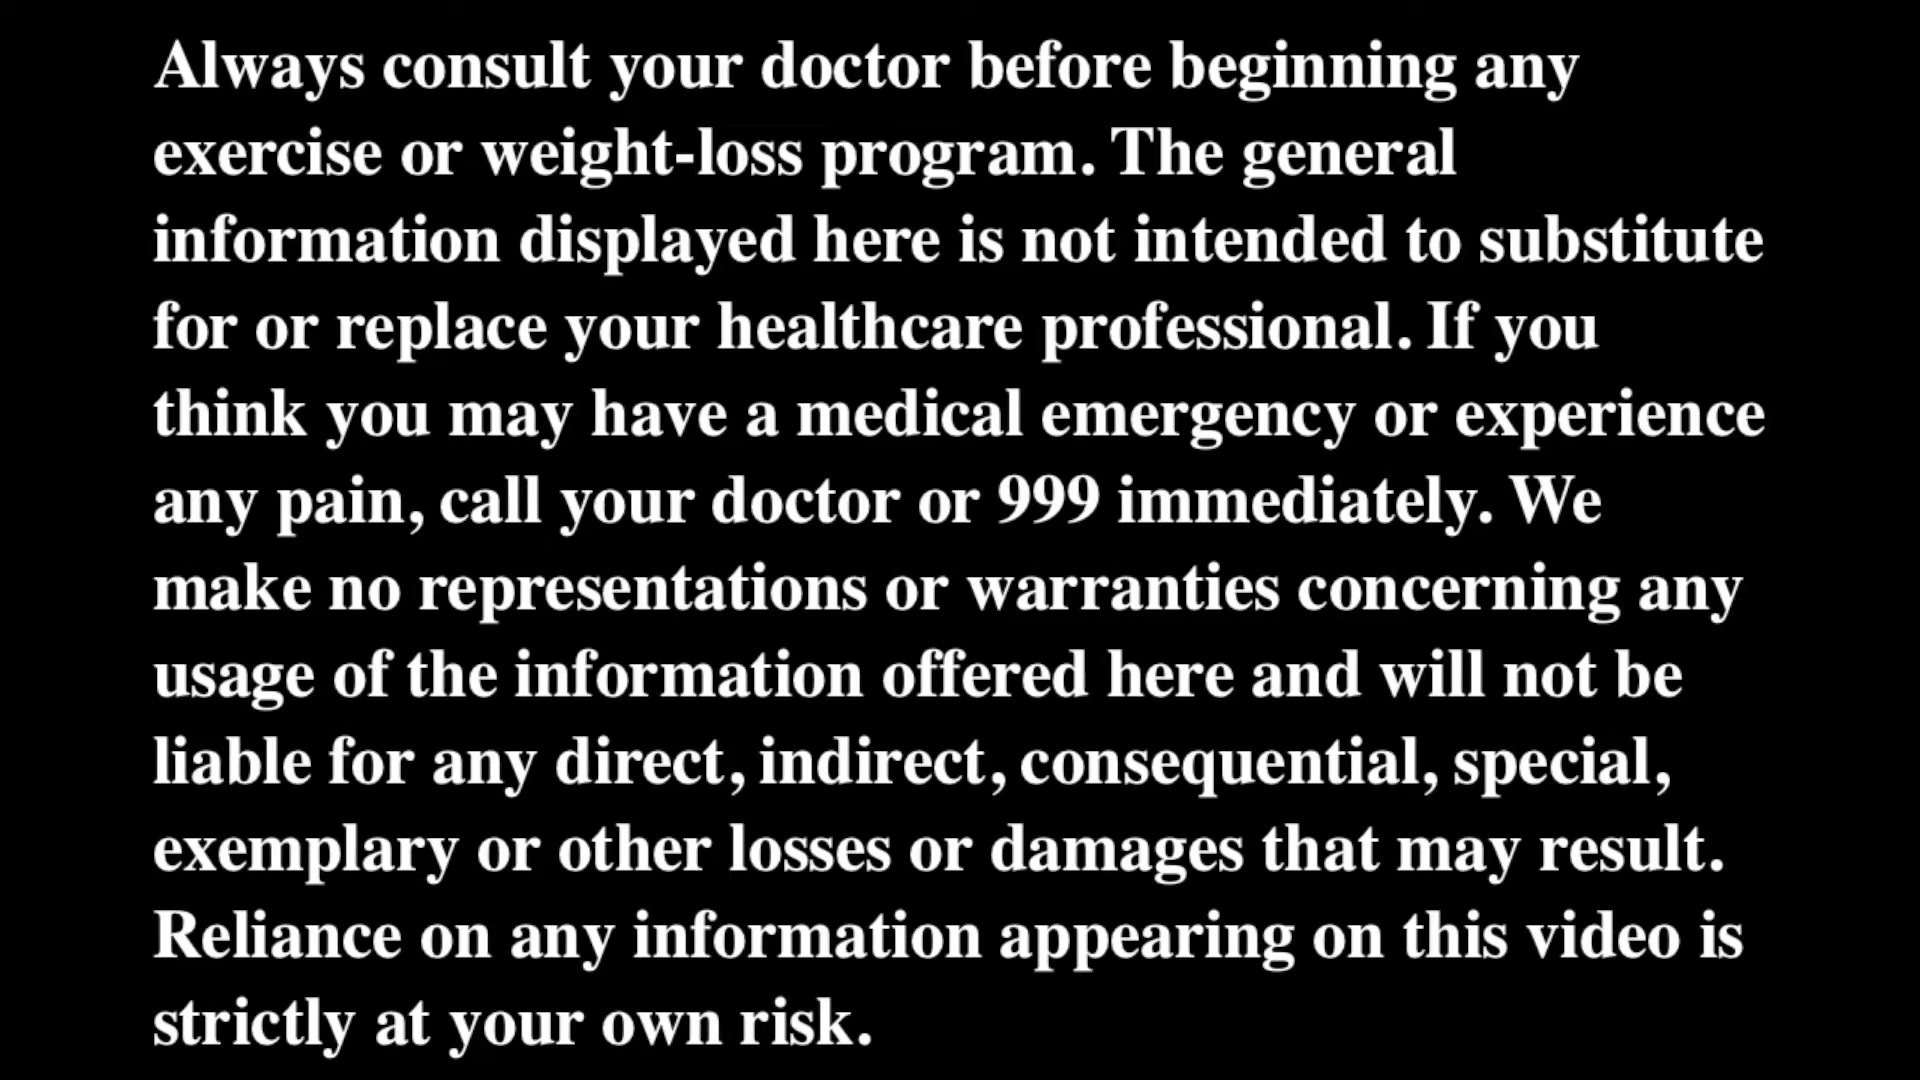 Always consult your doctor before beginning any
exercise or weight-loss program. The general
information displayed here is not intended to substitute
for or replace your healthcare professional. If you
think you may have a medical emergency or experience
any pain, call your doctor or 999 immediately. We
make no representations or warranties concerning any
usage of the information offered here and will not be
liable for any direct, indirect, consequential, special,
exemplary or other losses or damages that may result.
Reliance on any information appearing on this video is
strictly at your own risk.